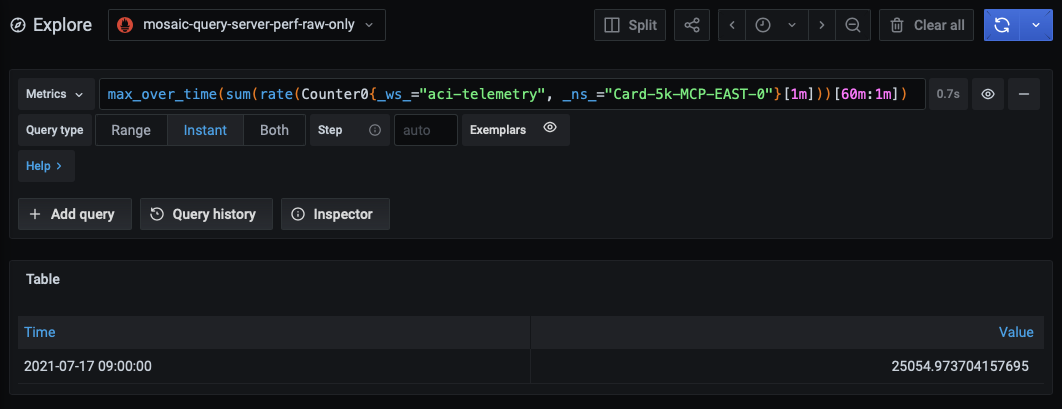 Explore mosaic-query-server-perf-raw-only Split Clear all
Metrics max_over_time(sum(rate(Counter0{_ws_="aci-telemetry", _ns_="Card-5k-MCP-EAST-0"}[1m]))[60m:1m]) 0.7s
Query type Range Instant Both Step auto Exemplars
Help >
+ Add query Query history Inspector
Table
Time Value
2021-07-17 09:00:00 25054.973704157695